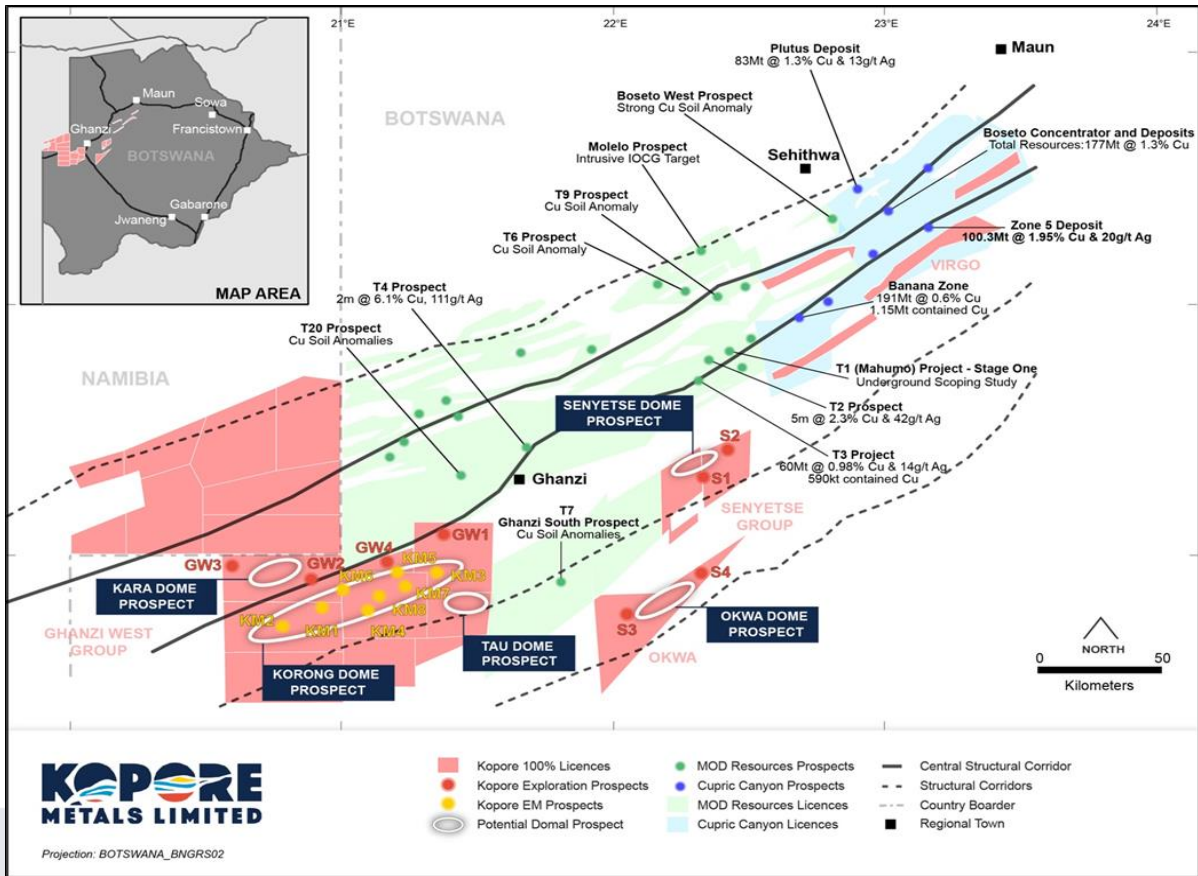 21°E
22°E
23°E
24°E
Maun
Sowa
Ghanzi
Francistown
BOTSWANA
Gabarone
Jwaneng
MAP AREA
BOTSWANA
NAMIBIA
Maun
Sehithwa
Ghanzi
Plutus Deposit
83Mt @ 1.3% Cu & 13g/t Ag
Boseto West Prospect
Strong Cu Soil Anomaly
Boseto Concentrator and Deposits
Total Resources:177Mt @ 1.3% Cu
Molelo Prospect
Intrusive IOCG Target
T9 Prospect
Cu Soil Anomaly
Zone 5 Deposit
100.3Mt @ 1.95% Cu & 20g/t Ag
T6 Prospect
Cu Soil Anomaly
VIRGO
T4 Prospect
2m @ 6.1% Cu, 111g/t Ag
Banana Zone
191Mt @ 0.6% Cu
1.15Mt contained Cu
T20 Prospect
Cu Soil Anomalies
T1 (Mahumo) Project - Stage One
Underground Scoping Study
T2 Prospect
5m @ 2.3% Cu & 42g/t Ag
SENYETSE DOME
PROSPECT
S2
S1
T3 Project
60Mt @ 0.98% Cu & 14g/t Ag
590kt contained Cu
SENYETSE
GROUP
T7
Ghanzi South Prospect
Cu Soil Anomalies
GW1
GW4
GW3
GW2
KM5
KM3
KM6
KM7
KM8
KM2
KM1
KM4
KARA DOME
PROSPECT
S4
S3
OKWA DOME
PROSPECT
OKWA
GHANZI WEST
GROUP
TAU DOME
PROSPECT
KORONG DOME
PROSPECT
NORTH
0 50
Kilometers
KOPORE
METALS LIMITED
Projection: BOTSWANA_BNGRS02
Kopore 100% Licences
Kopore Exploration Prospects
Kopore EM Prospects
Potential Domal Prospect
MOD Resources Prospects
Cupric Canyon Prospects
MOD Resources Licences
Cupric Canyon Licences
Central Structural Corridor
Structural Corridors
Country Boarder
Regional Town